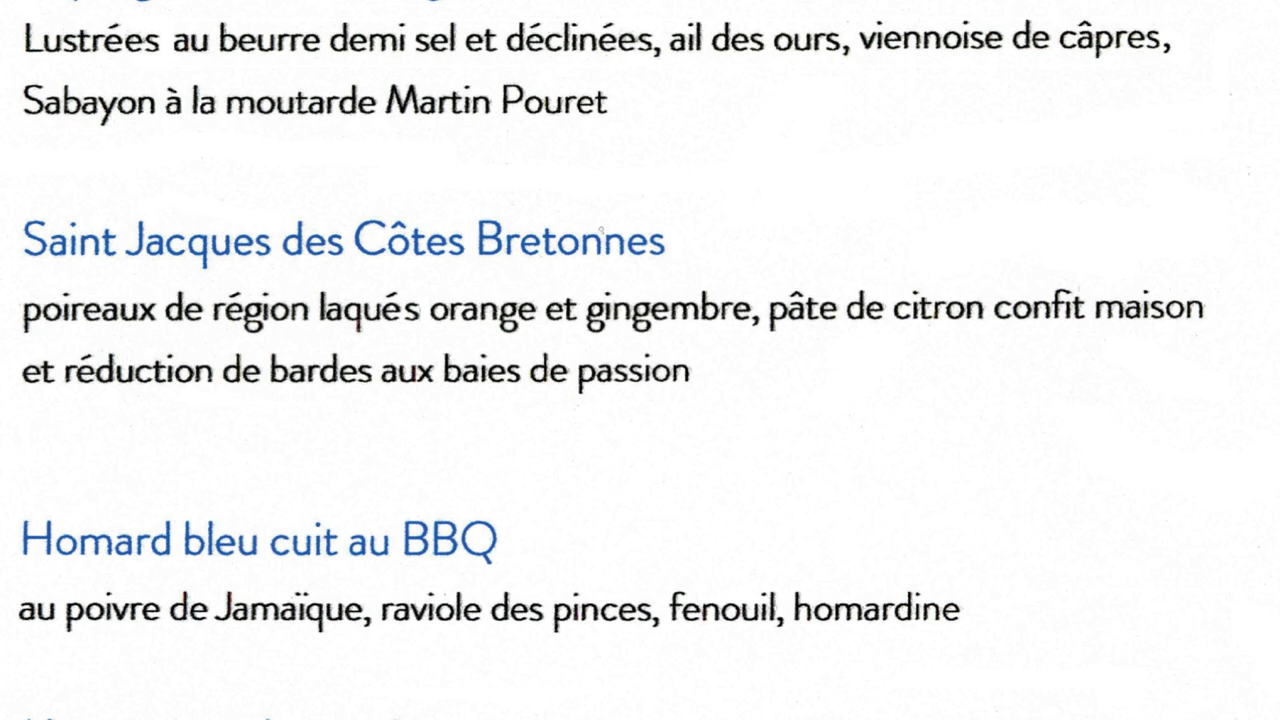 Lustrées au beurre demi sel et déclinées, ail des ours, viennoise de câpres,
Sabayon à la moutarde Martin Pouret
Saint Jacques des Côtes Bretonnes
poireaux de région laqués orange et gingembre, pâte de citron confit maison
et réduction de bardes aux baies de passion
Homard bleu cuit au BBQ
au poivre de Jamaïque, raviole des pinces, fenouil, homardine